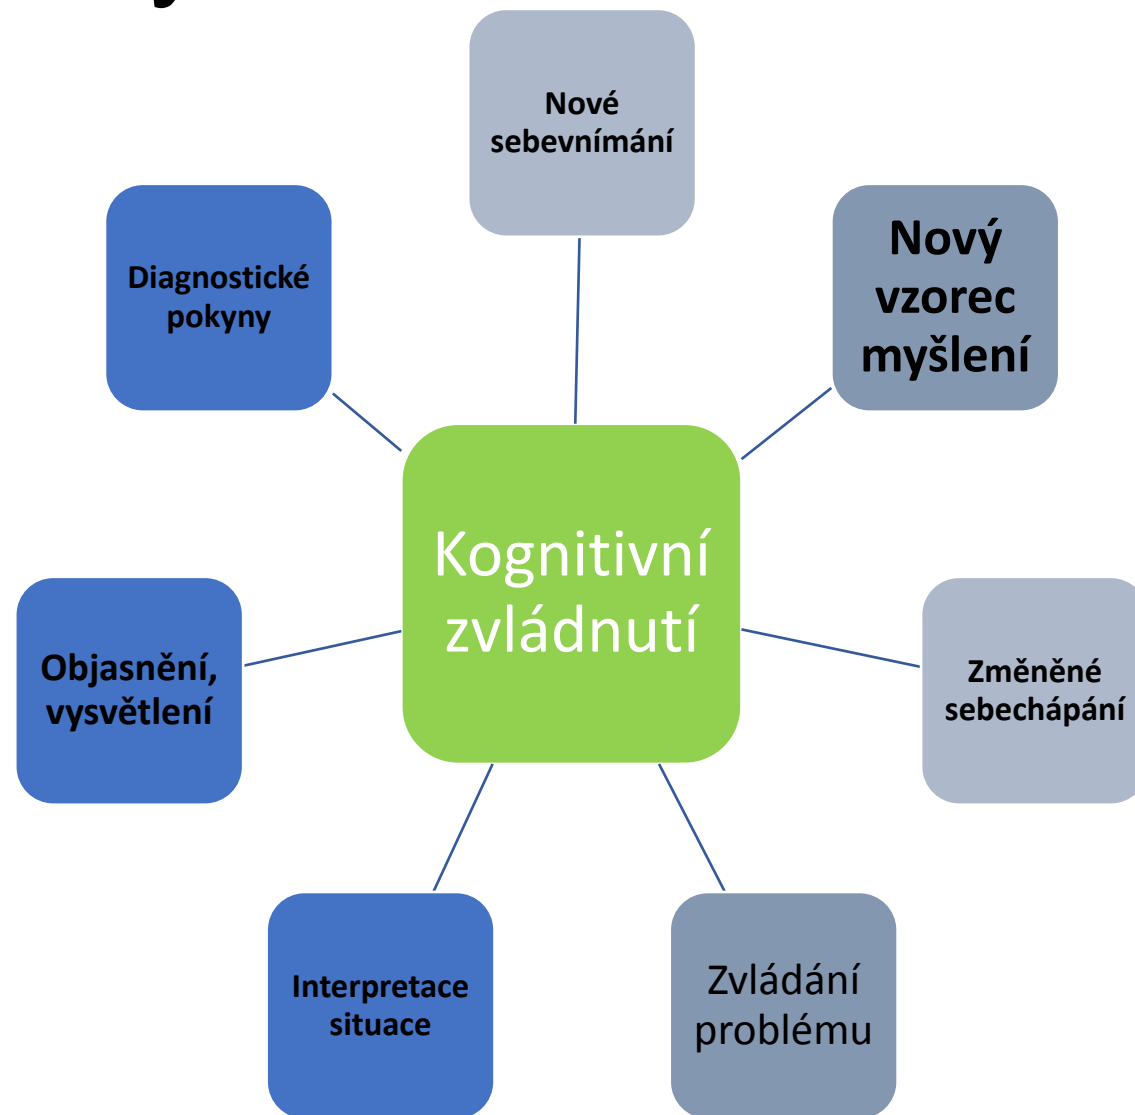 Nové
sebevnímání
Nový
vzorec
myšlení
Diagnostické
pokyny
Kognitivní
zvládnutí
Objasnění,
vysvětlení
Změněné
sebechápání
Interpretace
situace
Zvládání
problému